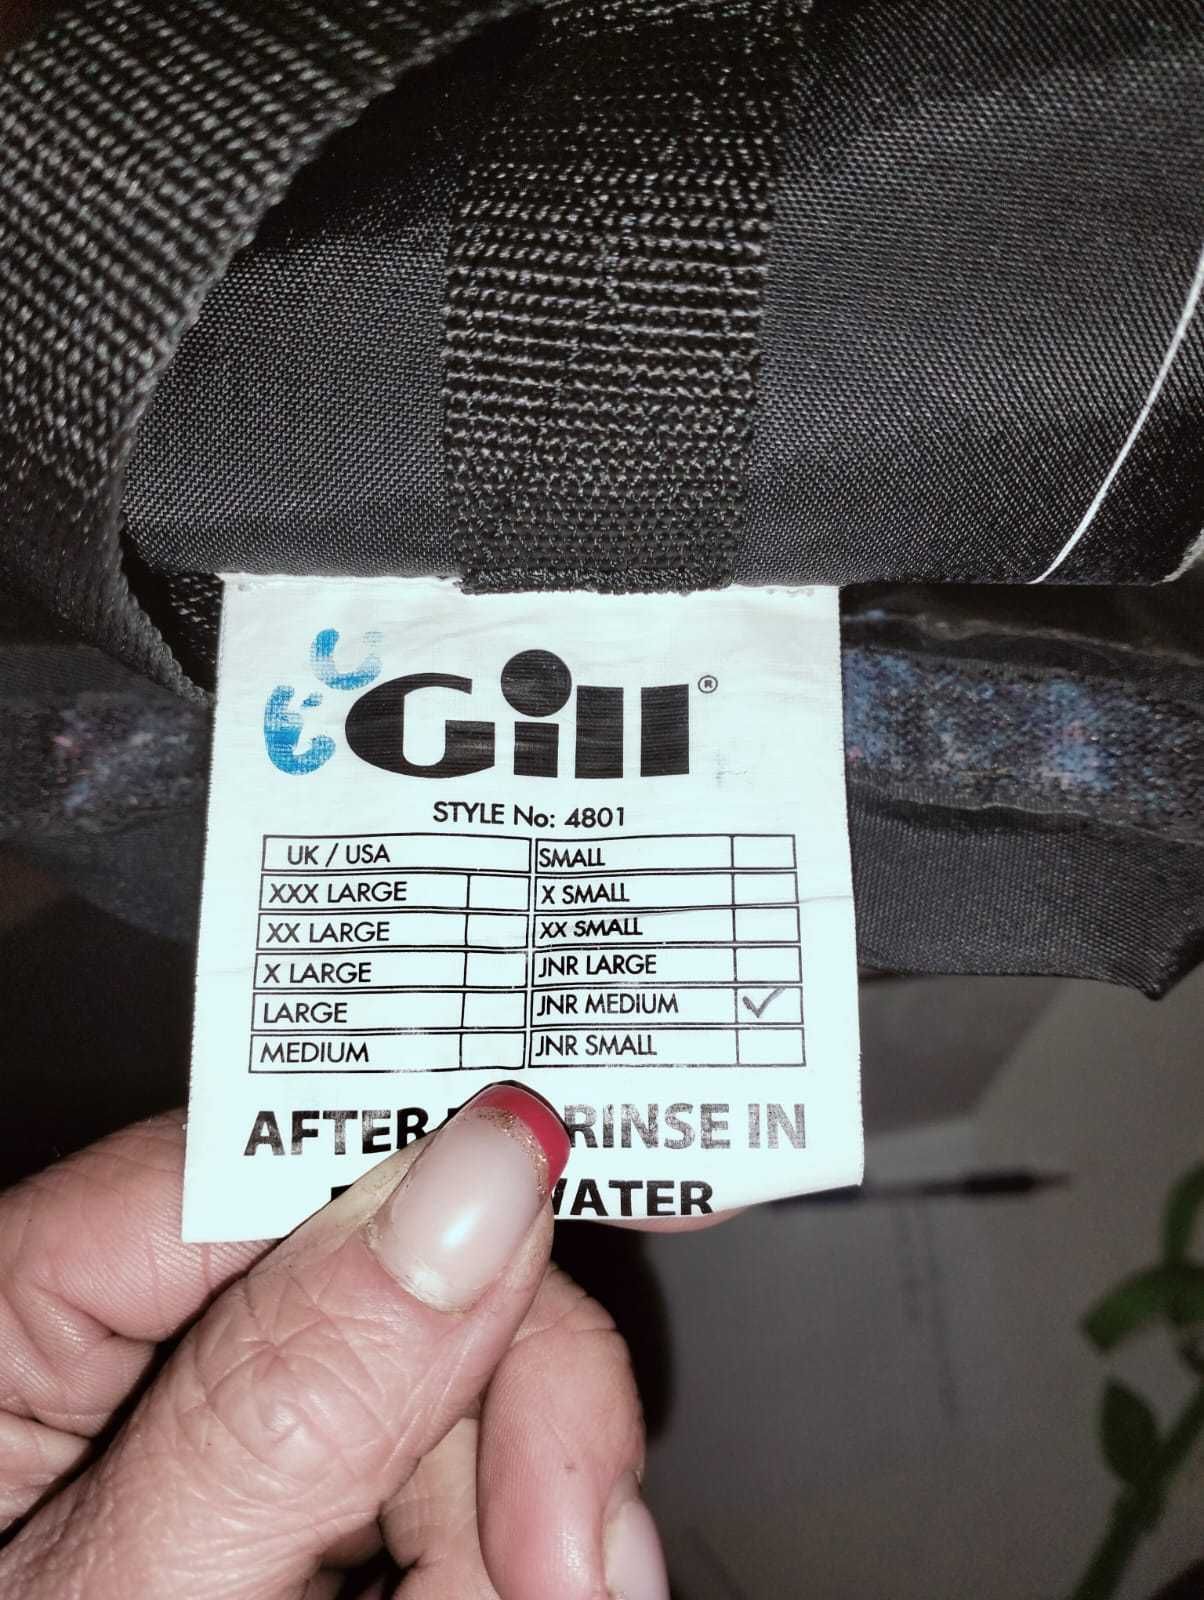 Gill®
STYLE No: 4801
UK / USA
SMALL
XXX LARGE
X SMALL
XX LARGE
XX SMALL
X LARGE
JNR LARGE
LARGE
JNR MEDIUM ✓
MEDIUM
JNR SMALL
AFTER RINSE IN
WATER